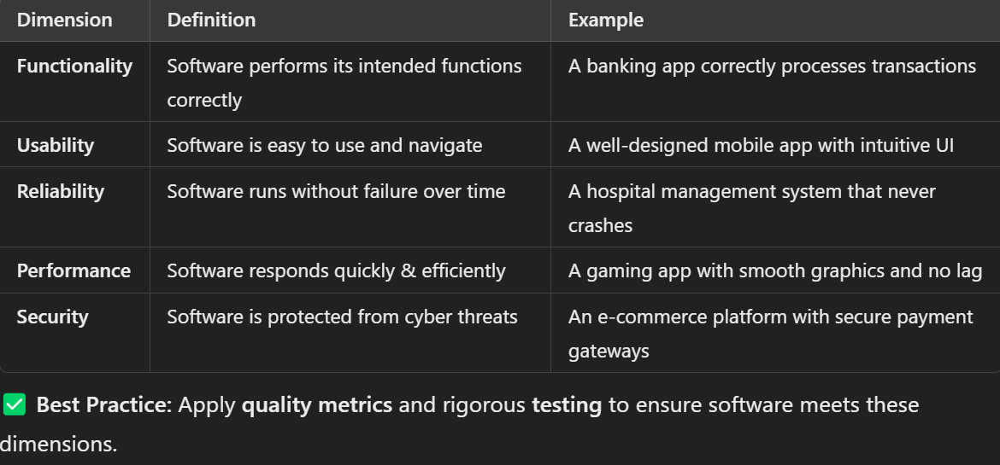 Dimension Definition Example
Functionality Software performs its intended functions A banking app correctly processes transactions
correctly
Usability Software is easy to use and navigate A well-designed mobile app with intuitive UI
Reliability Software runs without failure over time A hospital management system that never
crashes
Performance Software responds quickly & efficiently A gaming app with smooth graphics and no lag
Security Software is protected from cyber threats An e-commerce platform with secure payment
gateways
✅ Best Practice: Apply quality metrics and rigorous testing to ensure software meets these
dimensions.